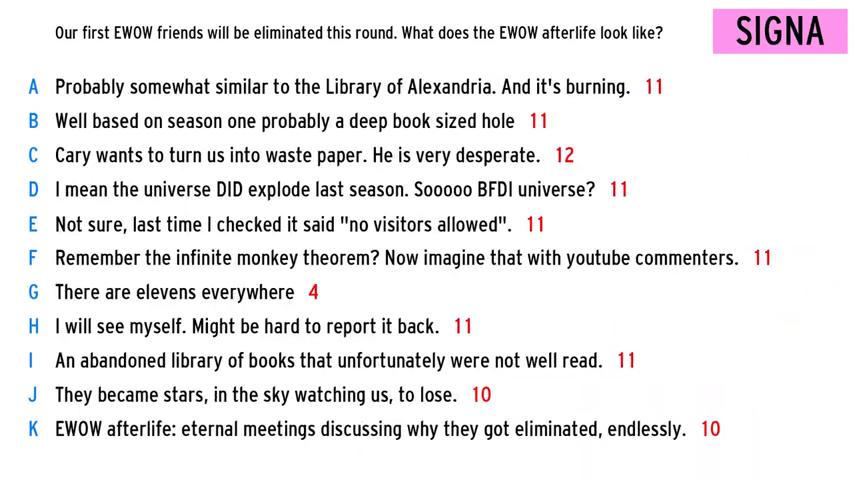 Our first EWOW friends will be eliminated this round. What does the EWOW afterlife look like?
SIGNA
A Probably somewhat similar to the Library of Alexandria. And it's burning. 11
B Well based on season one probably a deep book sized hole 11
C Cary wants to turn us into waste paper. He is very desperate. 12
D I mean the universe DID explode last season. Sooooo BFDI universe? 11
E Not sure, last time I checked it said "no visitors allowed". 11
F Remember the infinite monkey theorem? Now imagine that with youtube commenters. 11
G There are elevens everywhere 4
H I will see myself. Might be hard to report it back. 11
I An abandoned library of books that unfortunately were not well read. 11
J They became stars, in the sky watching us, to lose. 10
K EWOW afterlife: eternal meetings discussing why they got eliminated, endlessly. 10